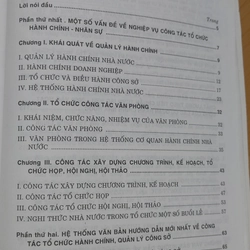 Lời nói đầu
Trang
Phần thứ nhất. MỘT SỐ VẤN ĐỀ VỀ NGHIỆP VỤ CÔNG TÁC TỔ CHỨC
HÀNH CHÍNH - NHÂN SỰ
Chương I. KHÁI QUÁT VỀ QUẢN LÝ HÀNH CHÍNH
I. QUẢN LÝ HÀNH CHÍNH NHÀ NƯỚC
II. HÀNH CHÍNH DOANH NGHIỆP
III. TỔ CHỨC VÀ ĐIỀU HÀNH CÔNG SỞ
IV. HỆ THỐNG HÀNH CHÍNH NHÀ NƯỚC
Chương II. TỔ CHỨC CÔNG TÁC VĂN PHÒNG
I. KHÁI NIỆM, CHỨC NĂNG, NHIỆM VỤ CỦA VĂN PHÒNG
II. CÔNG TÁC VĂN PHÒNG
III. VĂN PHÒNG TRONG HỆ THỐNG CƠ QUAN HÀNH CHÍNH NHÀ
NƯỚC
Chương III. CÔNG TÁC XÂY DỰNG CHƯƠNG TRÌNH, KẾ HOẠCH, TỔ
CHỨC HỌP, HỘI NGHỊ, HỘI THẢO
I. CÔNG TÁC XÂY DỰNG CHƯƠNG TRÌNH, KẾ HOẠCH
II. CÔNG TÁC TỔ CHỨC HỌP
III. CÔNG TÁC TỔ CHỨC HỘI NGHỊ, HỘI THẢO
IV. NGHI THỨC NHÀ NƯỚC TRONG TỔ CHỨC MỘT SỐ BUỔI LỄ
Phần thứ hai. HỆ THỐNG VĂN BẢN HƯỚNG DẪN MỚI NHẤT VỀ CÔNG
TÁC TỔ CHỨC HÀNH CHÍNH, QUẢN LÝ CÔNG SỞ